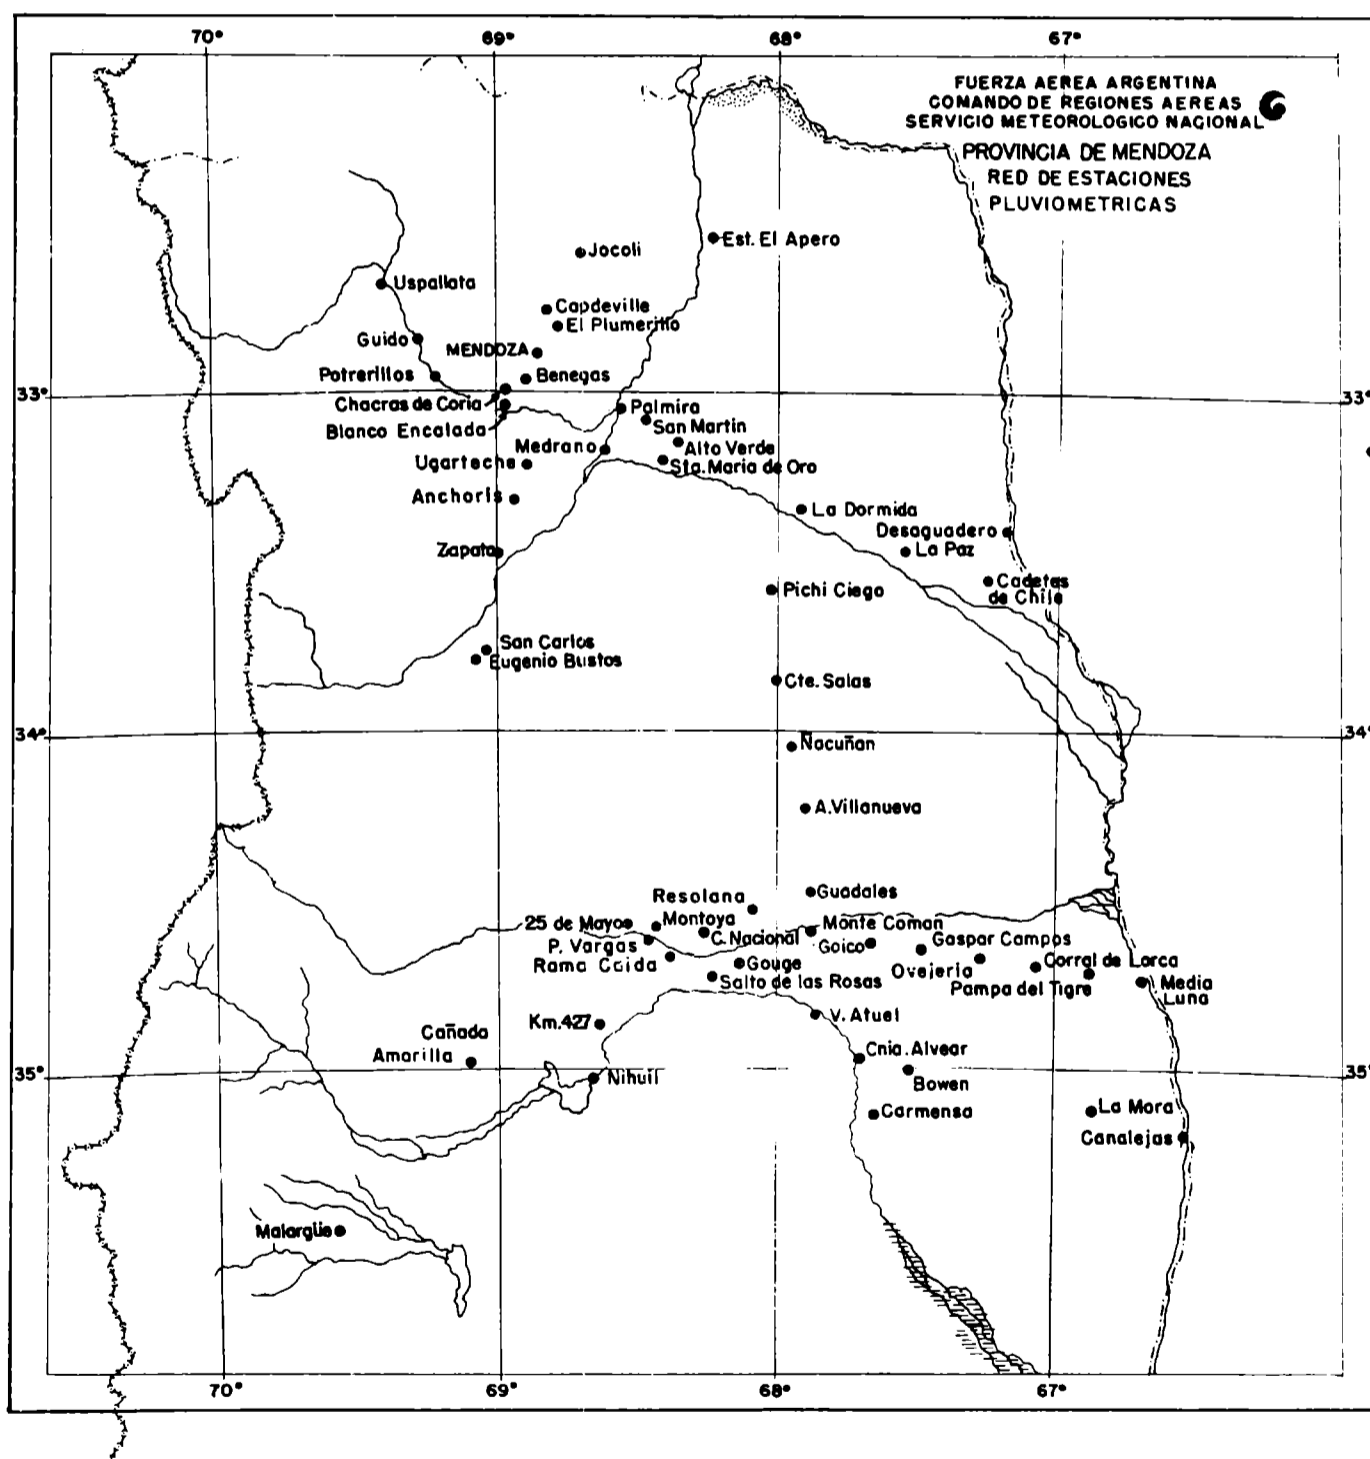 70°
69°
68°
67°
FUERZA AEREA ARGENTINA
COMANDO DE REGIONES AEREAS
SERVICIO METEOROLOGICO NACIONAL
PROVINCIA DE MENDOZA
RED DE ESTACIONES
PLUVIOMETRICAS
Est. El Apero
Jocoli
Uspallata
Capdeville
El Plumerillo
Guido
MENDOZA
Potrerillos
Benegas
33°
33°
Chacras de Coria
Palmira
Blanco Encalada
San Martin
Medrano
Alto Verde
Ugarteche
Sta. Maria de Oro
Anchoris
La Dormida
Desaguadero
Zapata
La Paz
Cadetes
de Chile
Pichi Ciego
San Carlos
Eugenio Bustos
Cte. Salas
34°
34°
Ñacuñan
A. Villanueva
Resolana
Guadales
25 de Mayo
Montoya
Monte Coman
P. Vargas
C. Nacional
Goico
Gaspar Campos
Rama Caida
Gouge
Ovejeria
Corral de Lorca
Salto de las Rosas
Pampa del Tigre
Media
Luna
Km. 427
V. Atuel
Cañada
Amarilla
Cnia. Alvear
35°
35°
Nihuil
Bowen
Carmensa
La Mora
Canalejas
Malargüe
70°
69°
68°
67°